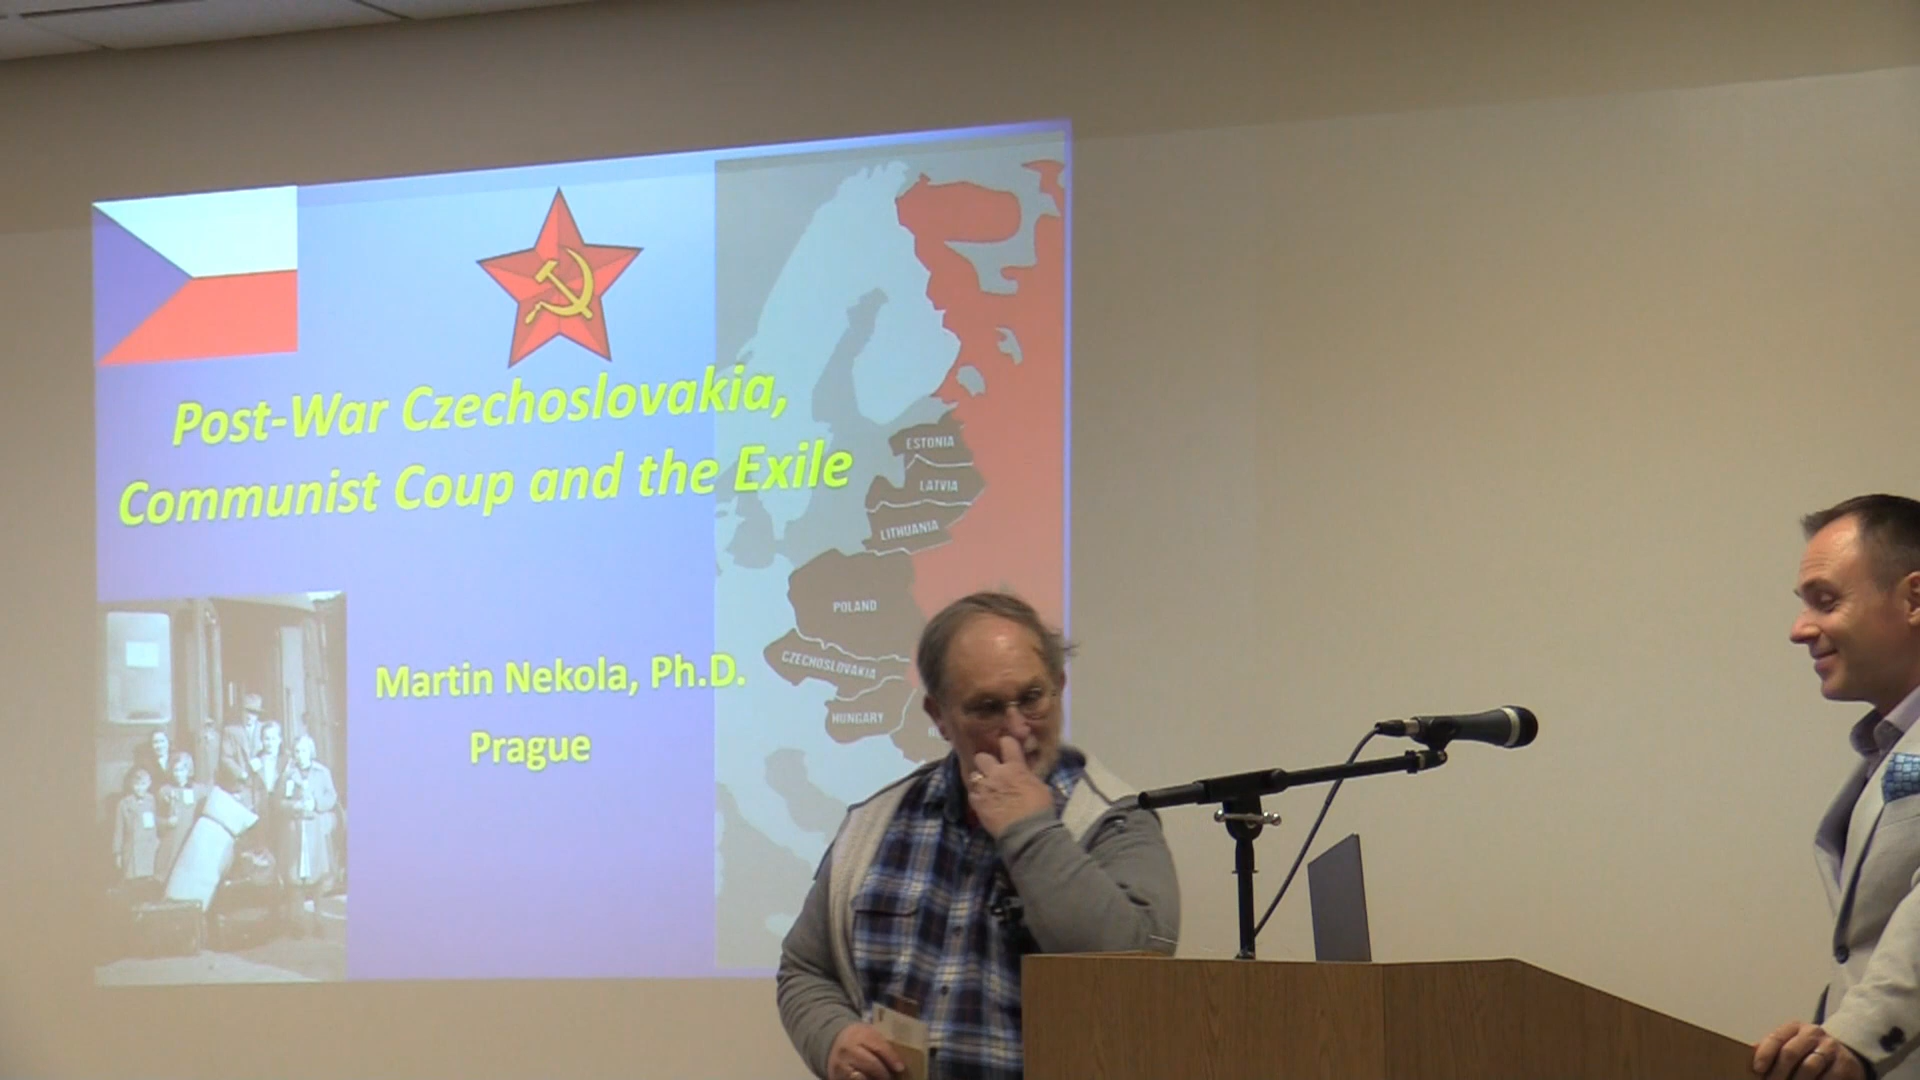 Post-War Czechoslovakia,
Communist Coup and the Exile
Martin Nekola, Ph.D.
Prague
ESTONIA
LATVIA
LITHUANIA
POLAND
CZECHOSLOVAKIA
HUNGARY